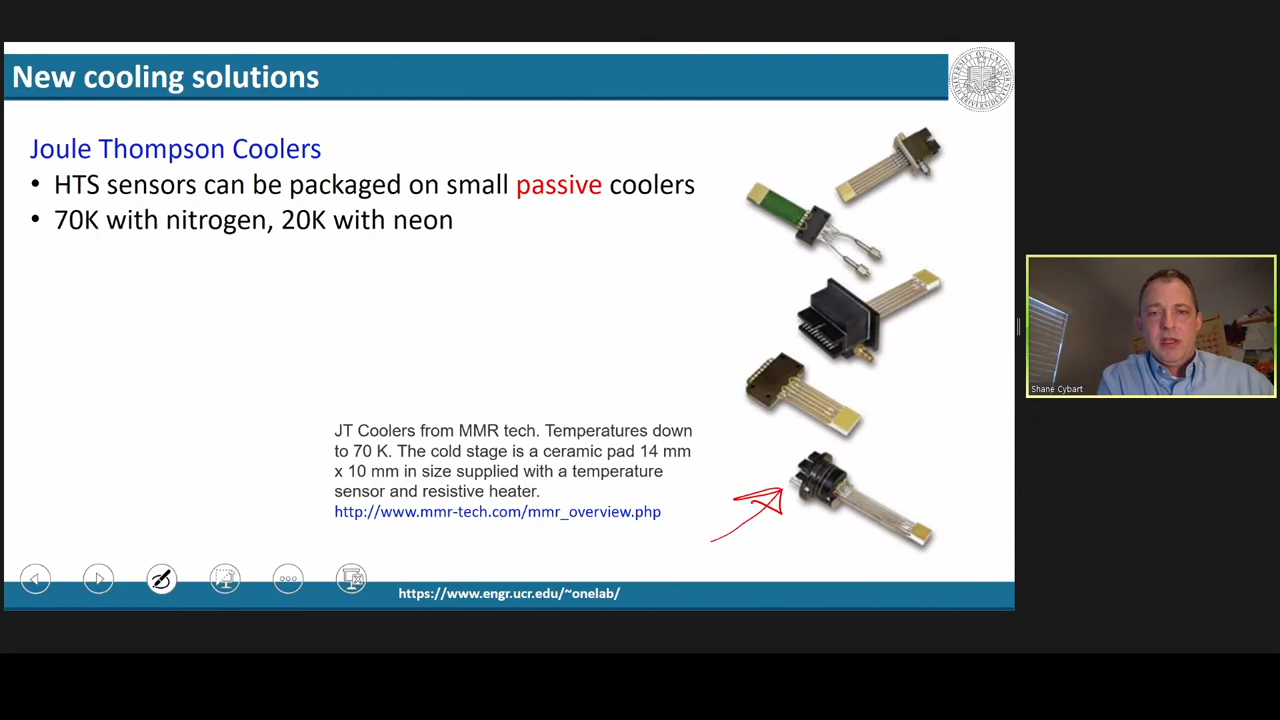 New cooling solutions
Joule Thompson Coolers
• HTS sensors can be packaged on small passive coolers
• 70K with nitrogen, 20K with neon
JT Coolers from MMR tech. Temperatures down
to 70 K. The cold stage is a ceramic pad 14 mm
x 10 mm in size supplied with a temperature
sensor and resistive heater.
http://www.mmr-tech.com/mmr_overview.php
https://www.engr.ucr.edu/~onelab/
Shane Cybart